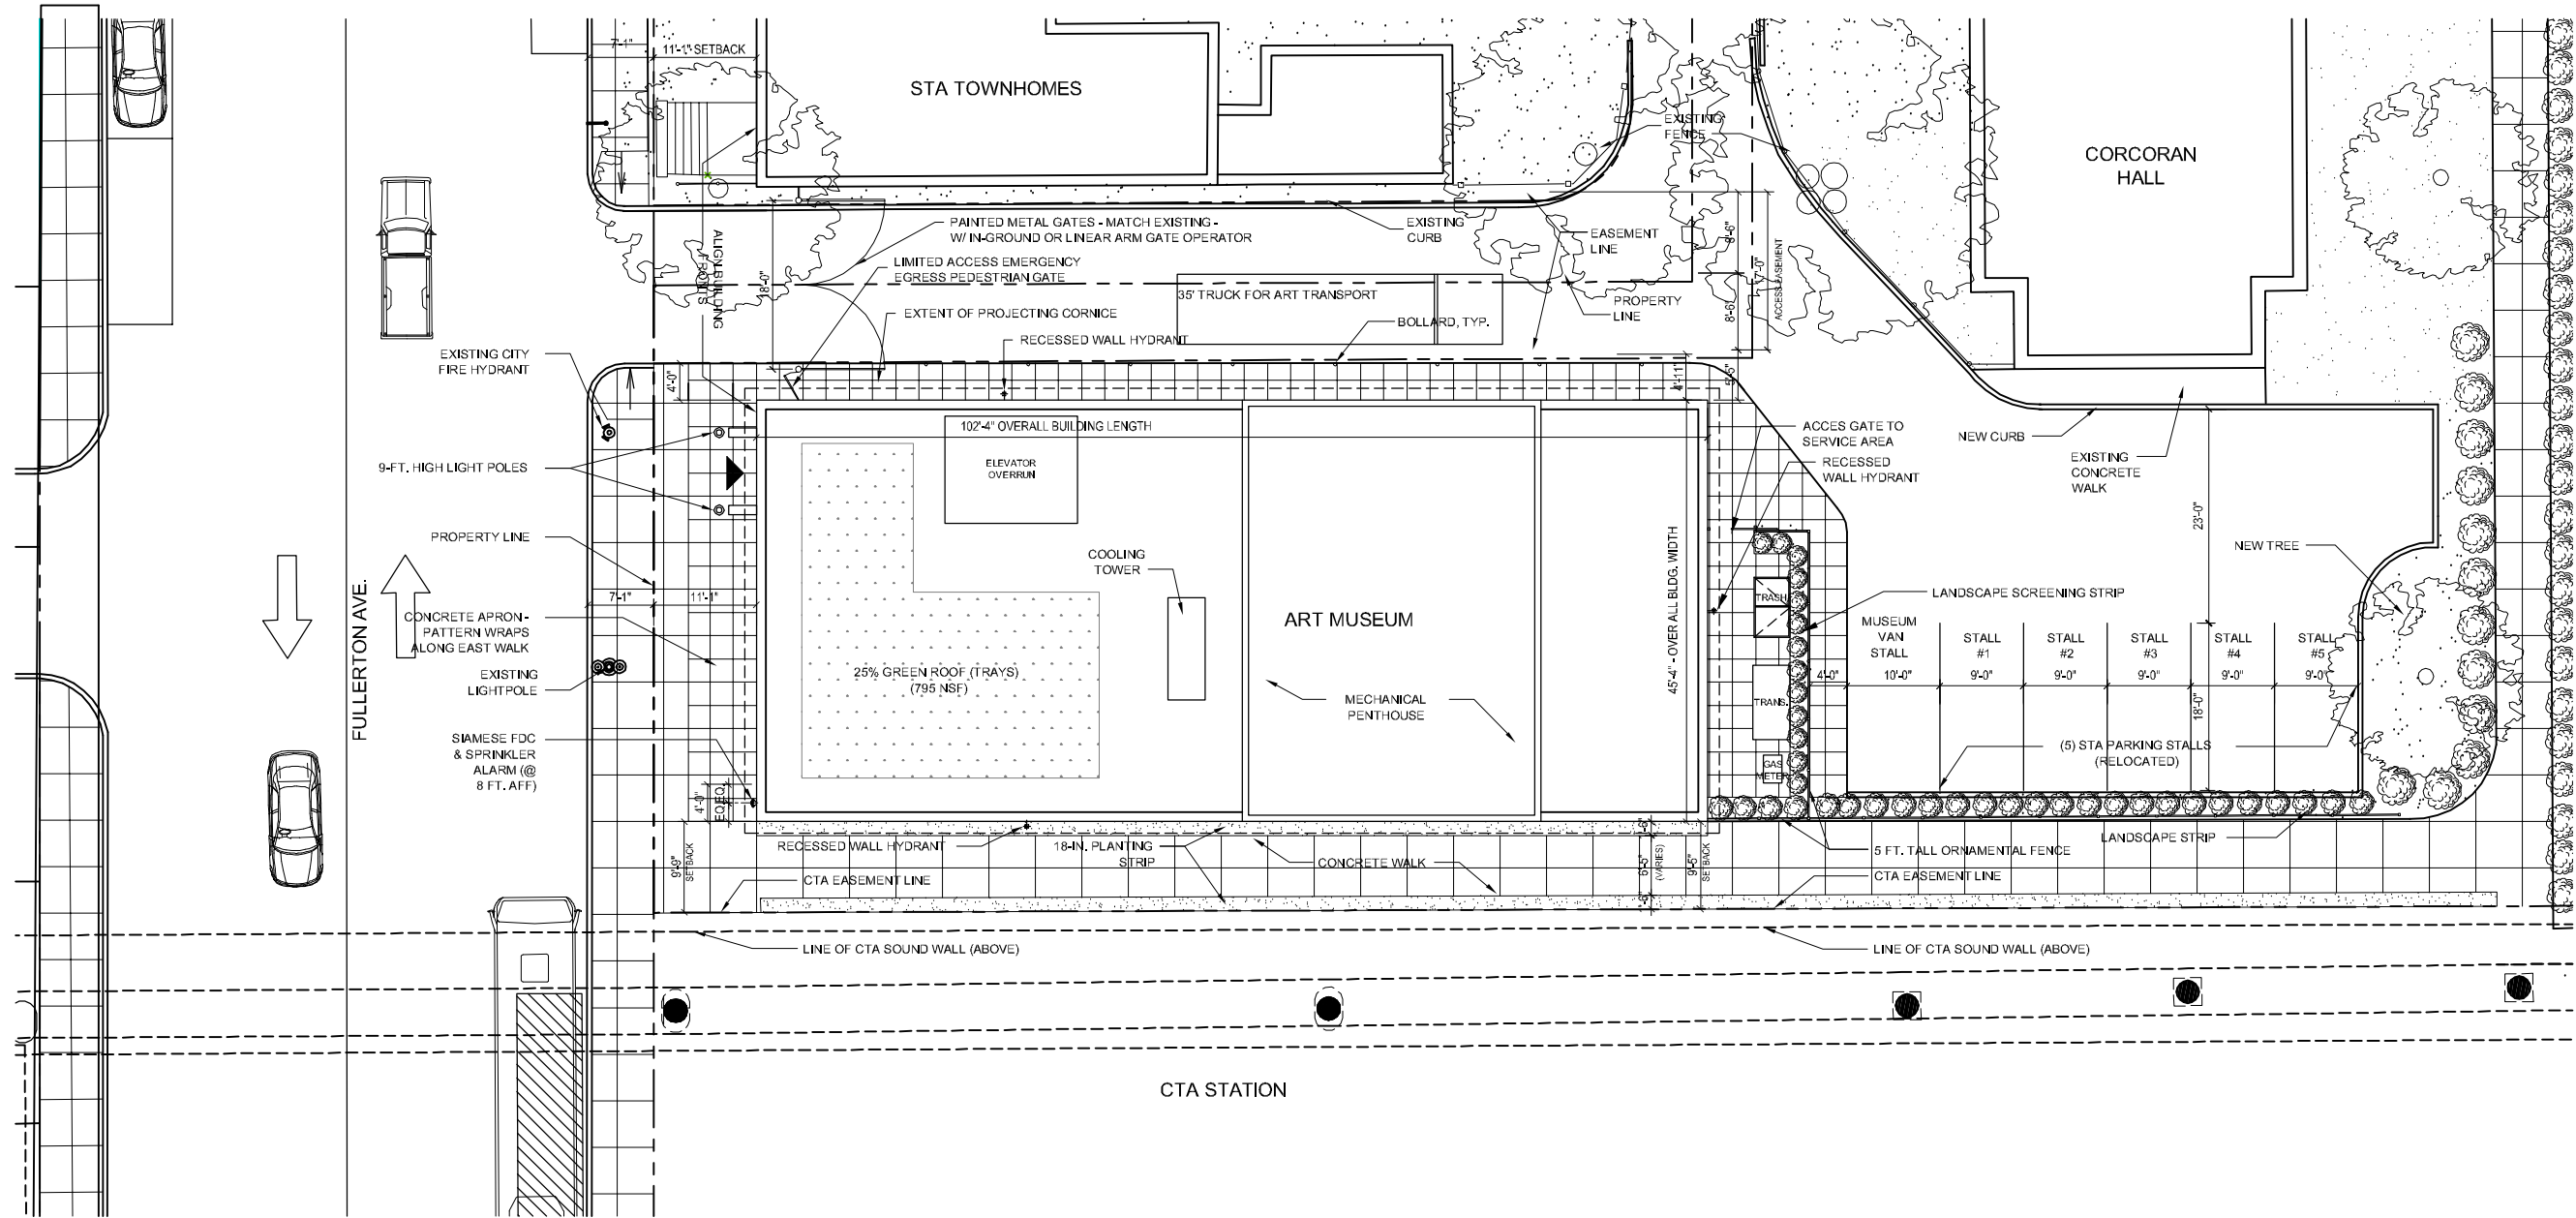 7'-1"
11'-1" SETBACK
STA TOWNHOMES
EXISTING
FENCE
CORCORAN
HALL
PAINTED METAL GATES - MATCH EXISTING -
W/ IN-GROUND OR LINEAR ARM GATE OPERATOR
EXISTING
CURB
EASEMENT
LINE
8'-6"
17'-0"
ACCESS EASEMENT
ALIGN BUILDING
FRONTS
18'-0"
LIMITED ACCESS EMERGENCY
EGRESS PEDESTRIAN GATE
35' TRUCK FOR ART TRANSPORT
PROPERTY
LINE
8'-6"
EXTENT OF PROJECTING CORNICE
BOLLARD, TYP.
RECESSED WALL HYDRANT
EXISTING CITY
FIRE HYDRANT
4'-0"
4'-11"
5'-5"
102'-4" OVERALL BUILDING LENGTH
ACCES GATE TO
SERVICE AREA
NEW CURB
RECESSED
WALL HYDRANT
EXISTING
CONCRETE
WALK
9-FT. HIGH LIGHT POLES
ELEVATOR
OVERRUN
23'-0"
PROPERTY LINE
NEW TREE
COOLING
TOWER
45'-4" - OVER ALL BLDG. WIDTH
FULLERTON AVE.
7'-1"
11'-1"
TRASH
LANDSCAPE SCREENING STRIP
CONCRETE APRON -
PATTERN WRAPS
ALONG EAST WALK
ART MUSEUM
MUSEUM
VAN
STALL
STALL
#1
STALL
#2
STALL
#3
STALL
#4
STALL
#5
4'-0"
10'-0"
9'-0"
9'-0"
9'-0"
9'-0"
9'-0"
EXISTING
LIGHTPOLE
25% GREEN ROOF (TRAYS)
(795 NSF)
MECHANICAL
PENTHOUSE
TRANS.
18'-0"
SIAMESE FDC
& SPRINKLER
ALARM (@
8 FT. AFF)
(5) STA PARKING STALLS
(RELOCATED)
GAS
METER
4'-0"
EQ.
EQ.
RECESSED WALL HYDRANT
18-IN. PLANTING
STRIP
CONCRETE WALK
LANDSCAPE STRIP
5 FT. TALL ORNAMENTAL FENCE
9'-9"
SETBACK
6'-5"
(VARIES)
9'-5"
SETBACK
CTA EASEMENT LINE
CTA EASEMENT LINE
LINE OF CTA SOUND WALL (ABOVE)
LINE OF CTA SOUND WALL (ABOVE)
CTA STATION